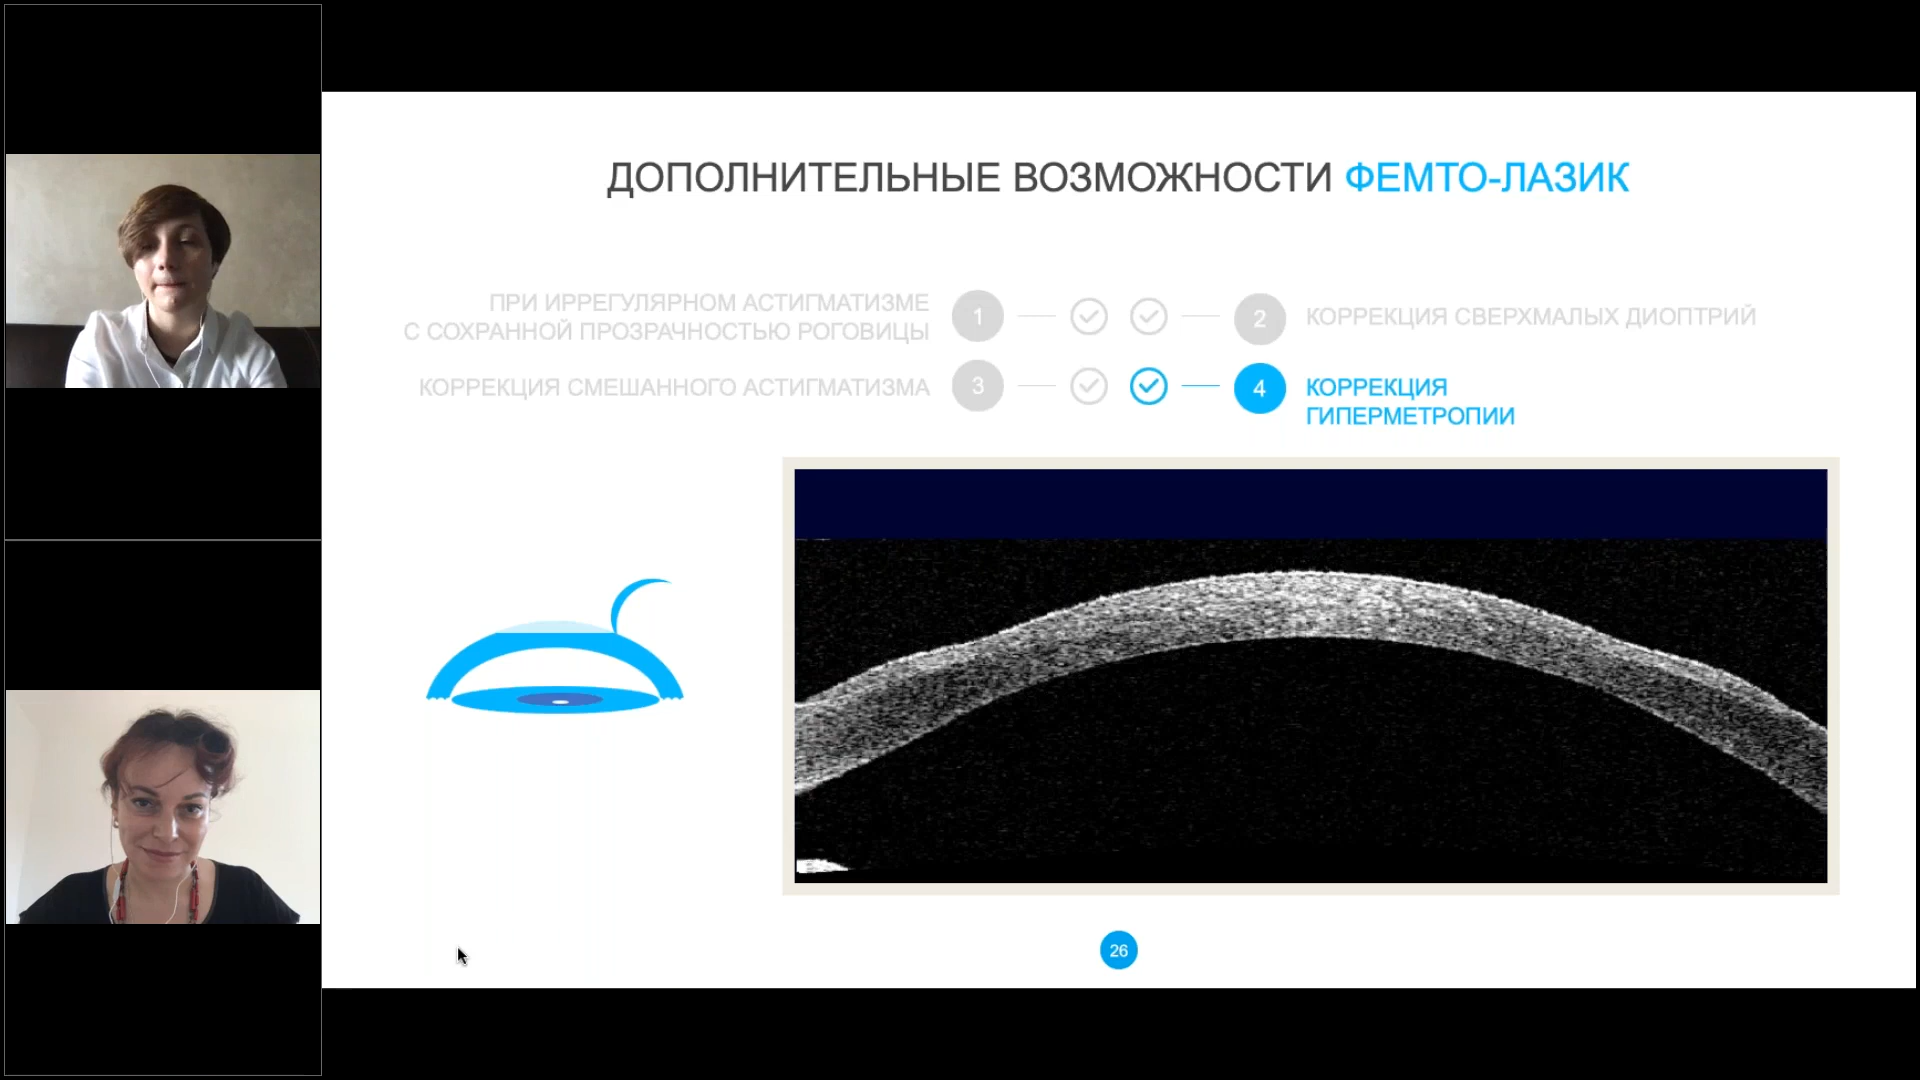 ДОПОЛНИТЕЛЬНЫЕ ВОЗМОЖНОСТИ ФЕМТО-ЛАЗИК
ПРИ ИРРЕГУЛЯРНОМ АСТИГМАТИЗМЕ
С СОХРАННОЙ ПРОЗРАЧНОСТЬЮ РОГОВИЦЫ
1
2
КОРРЕКЦИЯ СВЕРХМАЛЫХ ДИОПТРИЙ
КОРРЕКЦИЯ СМЕШАННОГО АСТИГМАТИЗМА
3
4
КОРРЕКЦИЯ
ГИПЕРМЕТРОПИИ
26